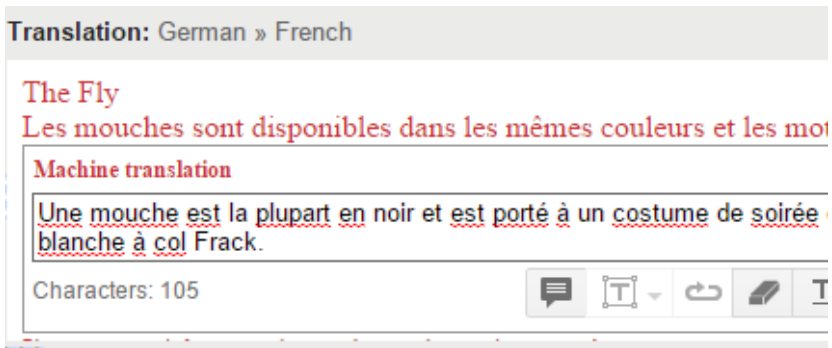 Translation: German » French
The Fly
Les mouches sont disponibles dans les mêmes couleurs et les
Machine translation
Une mouche est la plupart en noir et est porté à un costume de soirée
blanche à col Frack.
Characters: 105